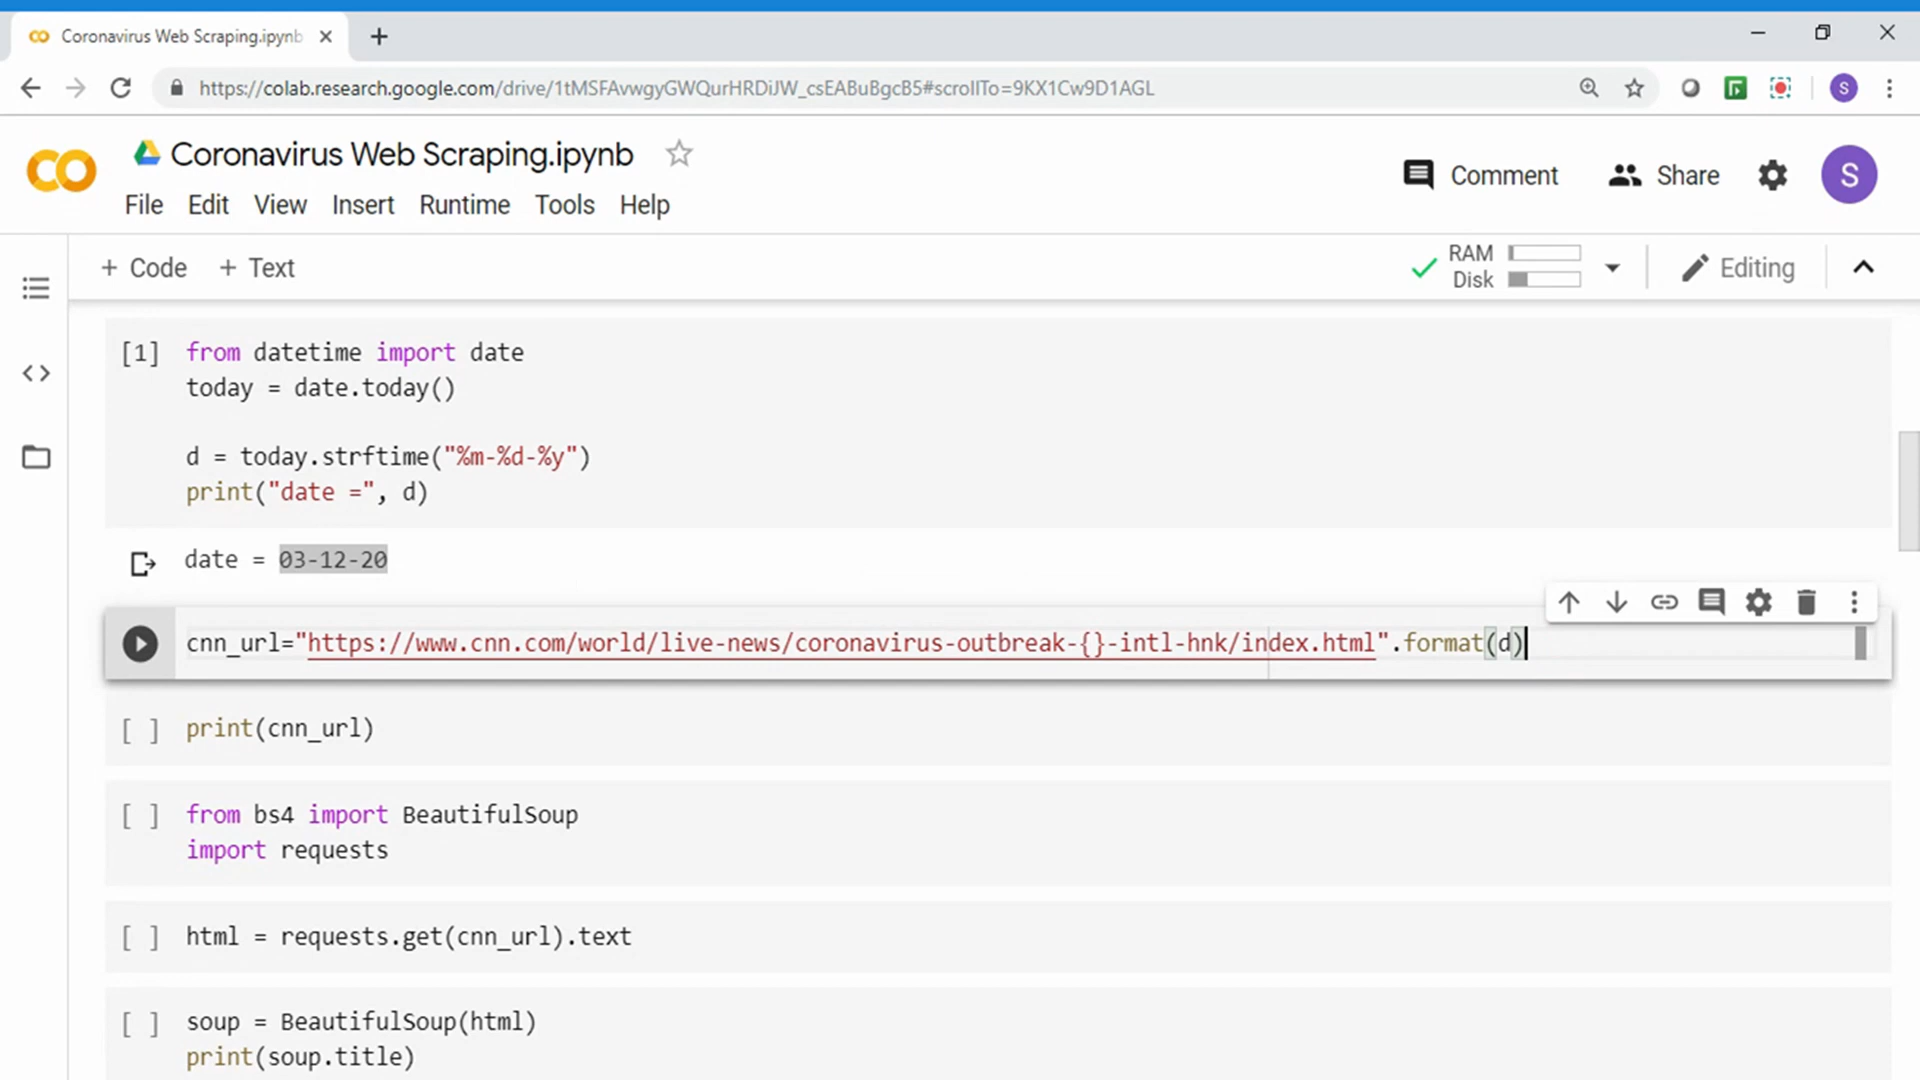 Coronavirus Web Scraping.ipynb
https://colab.research.google.com/drive/1tMSFAvwgyGWQurHRDiJW_csEABuBgcB5#scrollTo=9KX1Cw9D1AGL
S
Coronavirus Web Scraping.ipynb
Comment Share S
File Edit View Insert Runtime Tools Help
+ Code + Text
RAM
Disk
Editing
[1] from datetime import date
today = date.today()
d = today.strftime("%m-%d-%y")
print("date =", d)
date = 03-12-20
cnn_url="https://www.cnn.com/world/live-news/coronavirus-outbreak-{}-intl-hnk/index.html".format(d)
[ ] print(cnn_url)
[ ] from bs4 import BeautifulSoup
import requests
[ ] html = requests.get(cnn_url).text
[ ] soup = BeautifulSoup(html)
print(soup.title)